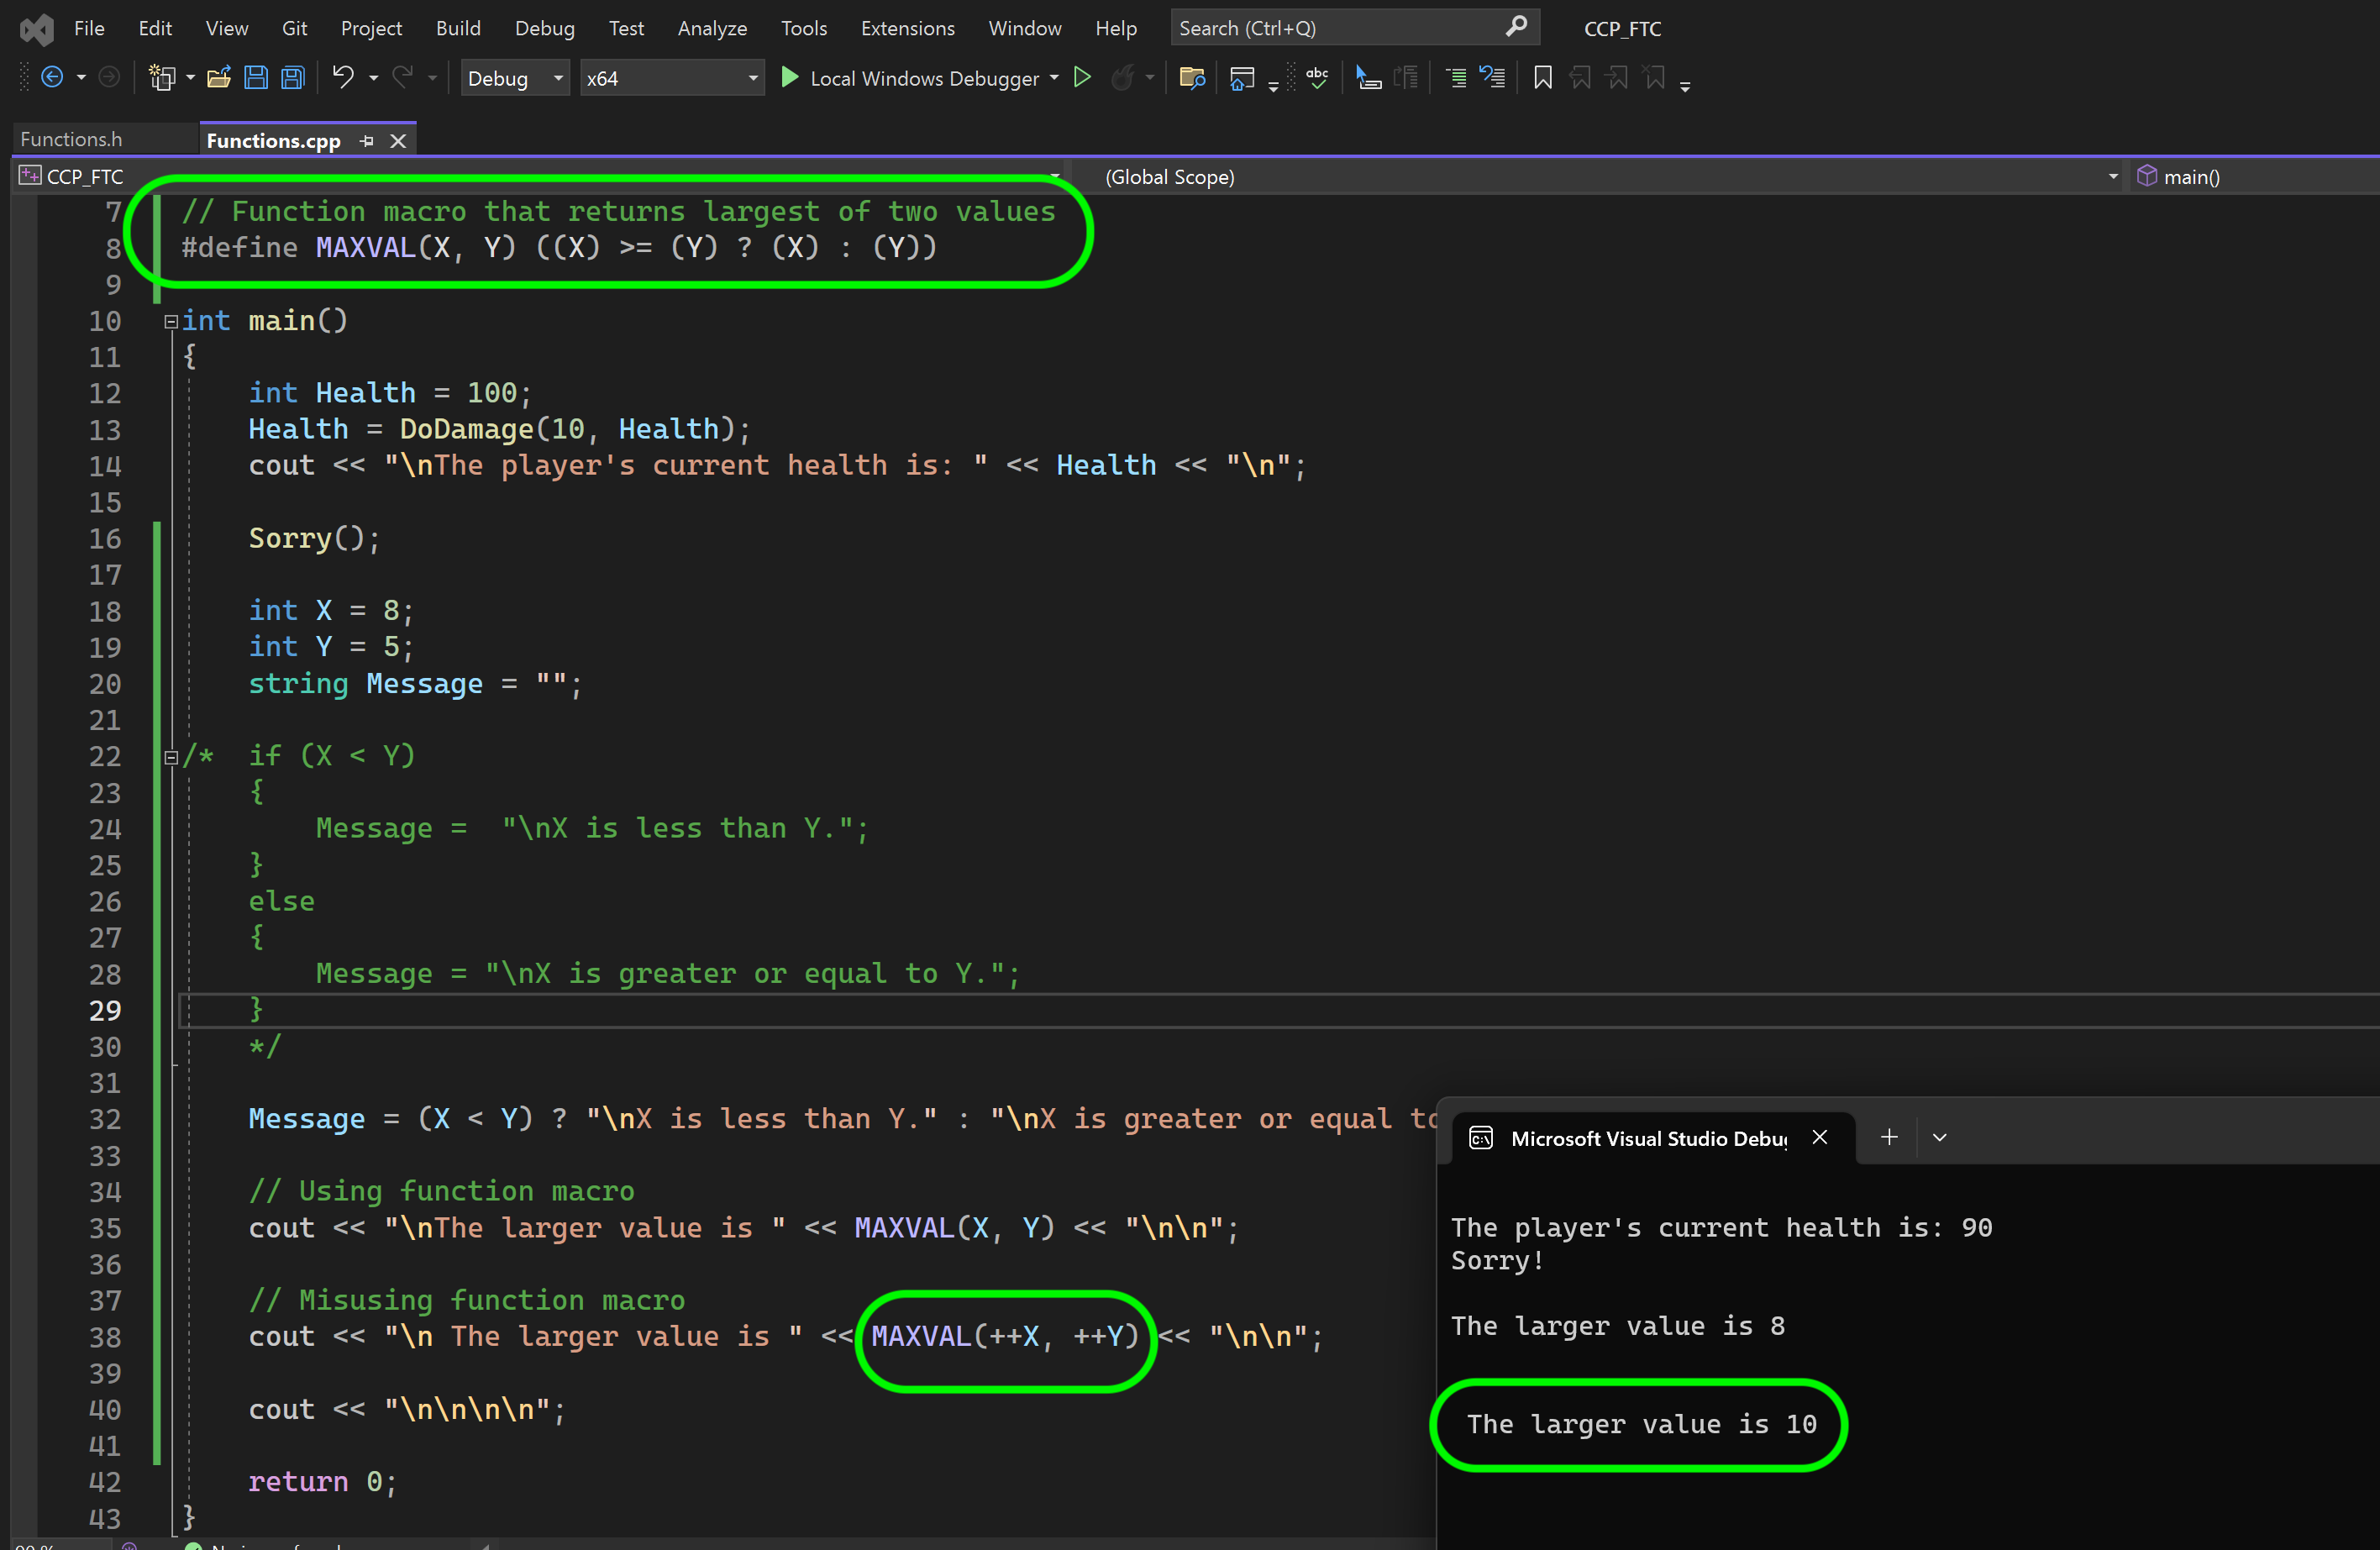 File Edit View Git Project Build Debug Test Analyze Tools Extensions Window Help Search (Ctrl+Q) CCP_FTC
Debug x64 Local Windows Debugger abc
Functions.h Functions.cpp
CCP_FTC (Global Scope) main()
7 // Function macro that returns largest of two values
8 #define MAXVAL(X, Y) ((X) >= (Y) ? (X) : (Y))
9
10 int main()
11 {
12 int Health = 100;
13 Health = DoDamage(10, Health);
14 cout << "\nThe player's current health is: " << Health << "\n";
15
16 Sorry();
17
18 int X = 8;
19 int Y = 5;
20 string Message = "";
21
22 /* if (X < Y)
23 {
24 Message = "\nX is less than Y.";
25 }
26 else
27 {
28 Message = "\nX is greater or equal to Y.";
29 }
30 */
31
32 Message = (X < Y) ? "\nX is less than Y." : "\nX is greater or equal to
33
34 // Using function macro
35 cout << "\nThe larger value is " << MAXVAL(X, Y) << "\n\n";
36
37 // Misusing function macro
38 cout << "\n The larger value is " << MAXVAL(++X, ++Y) << "\n\n";
39
40 cout << "\n\n\n\n";
41
42 return 0;
43 }
Microsoft Visual Studio Debug
The player's current health is: 90
Sorry!
The larger value is 8
The larger value is 10